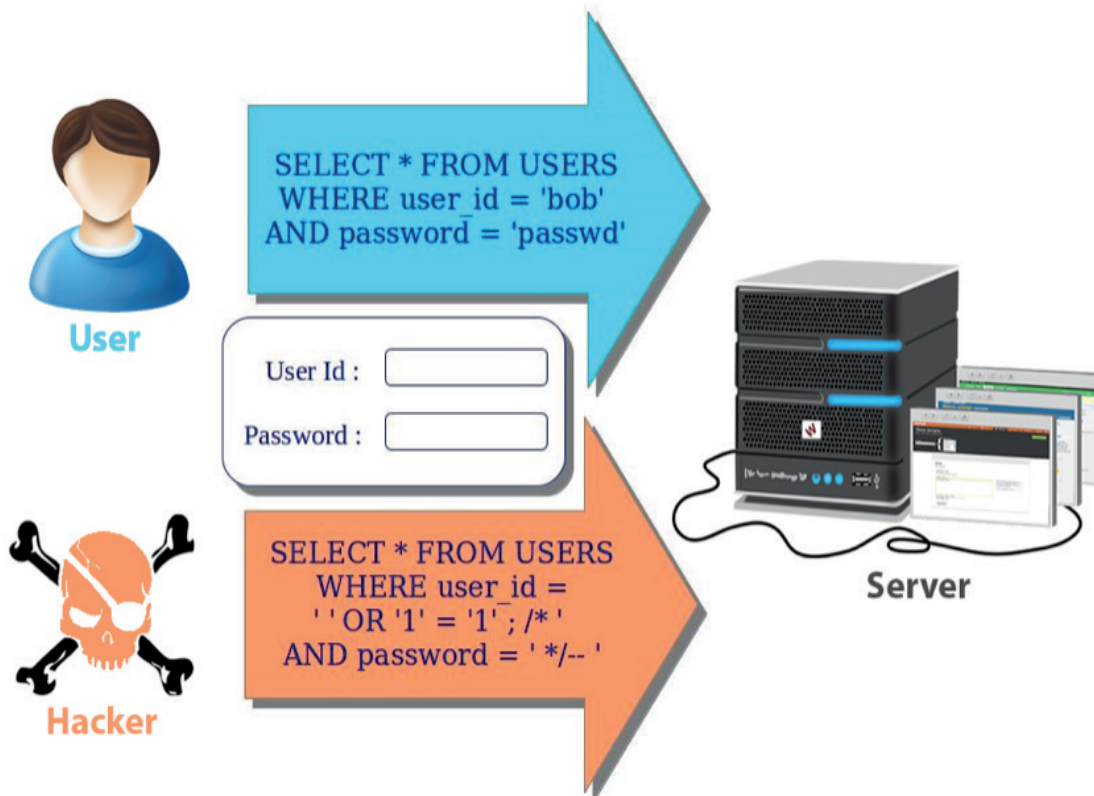 SELECT * FROM USERS
WHERE user_id = 'bob'
AND password = 'passwd'
User
User Id :
Password :
SELECT * FROM USERS
WHERE user_id =
' ' OR '1' = '1' ; /* '
AND password = ' */-- '
Hacker
Server